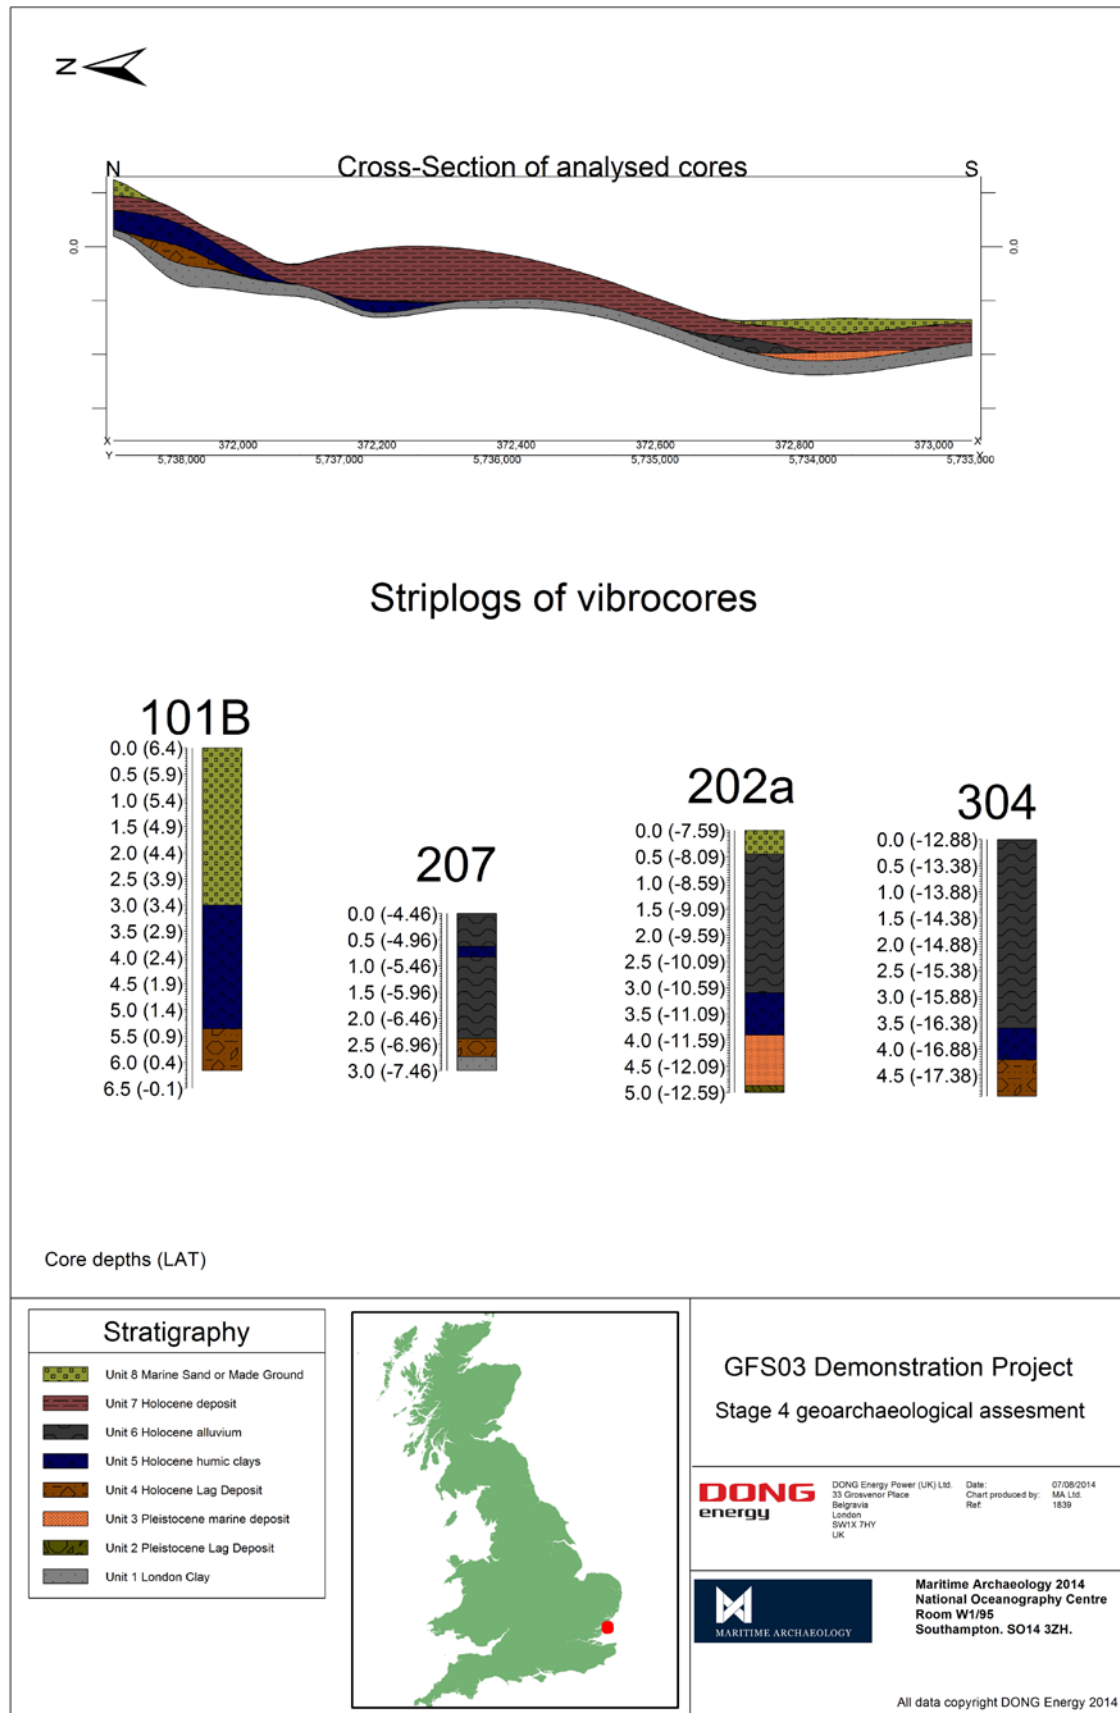 N
Cross-Section of analysed cores
N
S
0.0
0.0
X
372,000
372,200
372,400
372,600
372,800
373,000
X
Y
5,738,000
5,737,000
5,736,000
5,735,000
5,734,000
5,733,000
Y
Striplogs of vibrocores
101B
0.0 (6.4)
0.5 (5.9)
1.0 (5.4)
1.5 (4.9)
2.0 (4.4)
2.5 (3.9)
3.0 (3.4)
3.5 (2.9)
4.0 (2.4)
4.5 (1.9)
5.0 (1.4)
5.5 (0.9)
6.0 (0.4)
6.5 (-0.1)
207
0.0 (-4.46)
0.5 (-4.96)
1.0 (-5.46)
1.5 (-5.96)
2.0 (-6.46)
2.5 (-6.96)
3.0 (-7.46)
202a
0.0 (-7.59)
0.5 (-8.09)
1.0 (-8.59)
1.5 (-9.09)
2.0 (-9.59)
2.5 (-10.09)
3.0 (-10.59)
3.5 (-11.09)
4.0 (-11.59)
4.5 (-12.09)
5.0 (-12.59)
304
0.0 (-12.88)
0.5 (-13.38)
1.0 (-13.88)
1.5 (-14.38)
2.0 (-14.88)
2.5 (-15.38)
3.0 (-15.88)
3.5 (-16.38)
4.0 (-16.88)
4.5 (-17.38)
Core depths (LAT)
Stratigraphy
Unit 8 Marine Sand or Made Ground
Unit 7 Holocene deposit
Unit 6 Holocene alluvium
Unit 5 Holocene humic clays
Unit 4 Holocene Lag Deposit
Unit 3 Pleistocene marine deposit
Unit 2 Pleistocene Lag Deposit
Unit 1 London Clay
GFS03 Demonstration Project
Stage 4 geoarchaeological assesment
DONG
energy
DONG Energy Power (UK) Ltd.
33 Grosvenor Place
Belgravia
London
SW1X 7HY
UK
Date: 07/08/2014
Chart produced by: MA Ltd.
Ref: 1839
MARITIME ARCHAEOLOGY
Maritime Archaeology 2014
National Oceanography Centre
Room W1/95
Southampton. SO14 3ZH.
All data copyright DONG Energy 2014